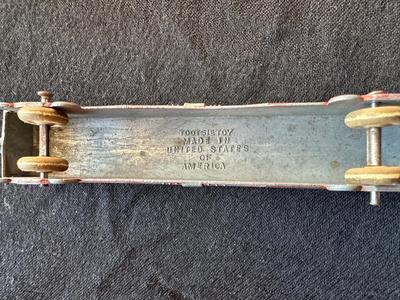 TOOTSIETOY
MADE IN
UNITED STATES
OF
AMERICA